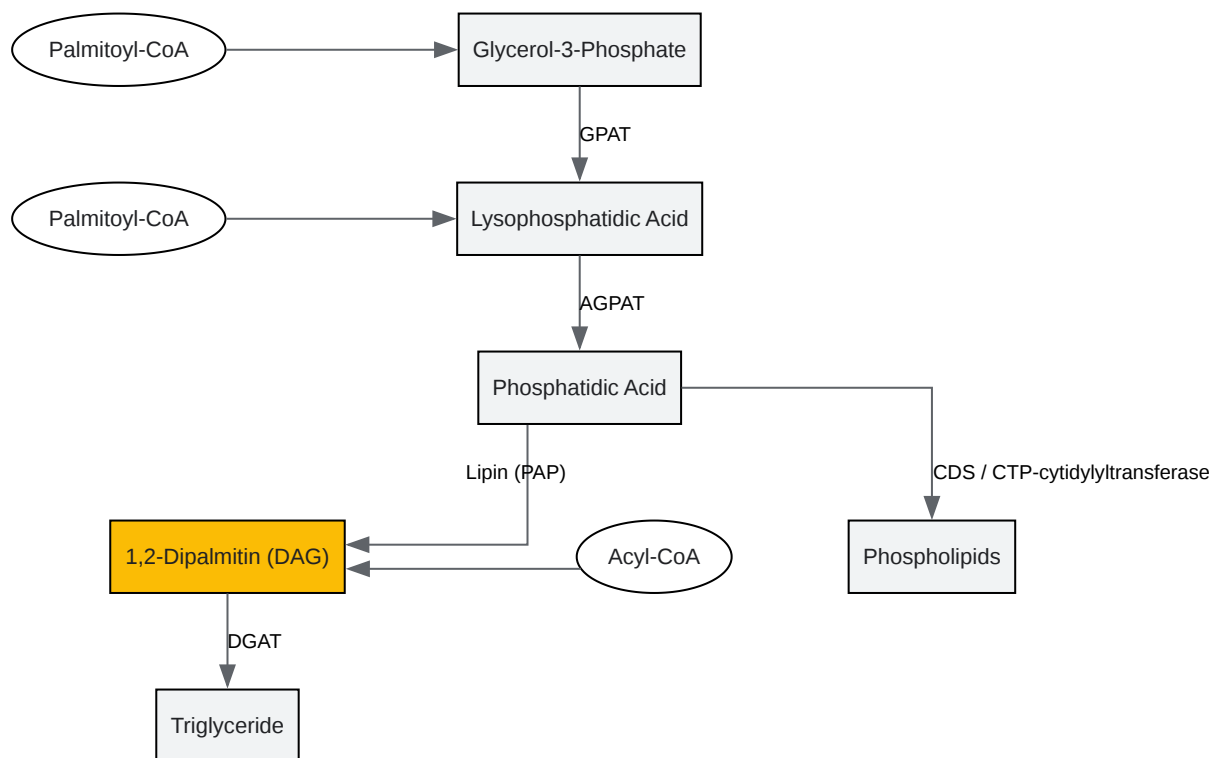 Palmitoyl-CoA
Glycerol-3-Phosphate
GPAT
Palmitoyl-CoA
Lysophosphatidic Acid
AGPAT
Phosphatidic Acid
Lipin (PAP)
CDS / CTP-cytidylyltransferase
1,2-Dipalmitin (DAG)
Acyl-CoA
Phospholipids
DGAT
Triglyceride